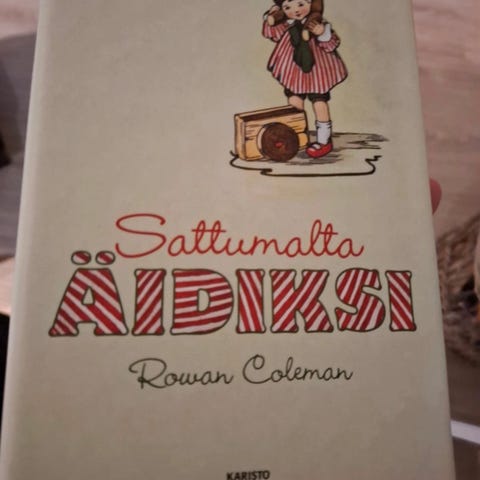 Sattumalta
ÄIDIKSI
Rowan Coleman
KARISTO